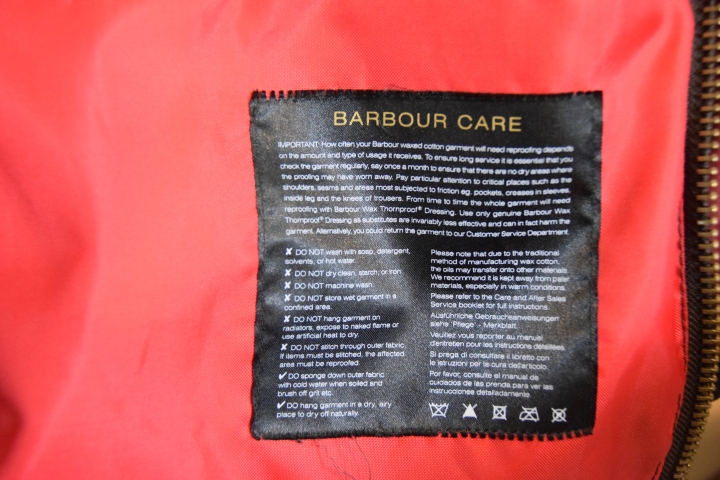 BARBOUR CARE
IMPORTANT: How often your Barbour waxed cotton garment will need reproofing depends
on the amount and type of usage it receives. To ensure long service it is essential that you
check the garment regularly, say once a month to ensure that there are no dry areas where
the proofing may have worn away. Pay particular attention to critical places such as the
shoulders, seams and areas most subjected to friction eg. pockets, creases in sleeves,
inside leg and the knees of trousers. From time to time the whole garment will need
reproofing with Barbour Wax Thornproof® Dressing. Use only genuine Barbour Wax
Thornproof® Dressing as substitutes are invariably less effective and can in fact harm the
garment. Alternatively, you could return the garment to our Customer Service Department.
✘ DO NOT wash with soap, detergent,
solvents, or hot water.
✘ DO NOT dry clean, starch, or iron.
✘ DO NOT machine wash.
✘ DO NOT store wet garment in a
confined area.
✘ DO NOT hang garment on
radiators, expose to naked flame or
use artificial heat to dry.
✘ DO NOT stitch through outer fabric.
If items must be stitched, the affected
area must be reproofed.
✔ DO sponge down outer fabric
with cold water when soiled and
brush off grit etc.
✔ DO hang garment in a dry, airy
place to dry off naturally.
Please note that due to the traditional
method of manufacturing wax cotton,
the oils may transfer onto other materials.
We recommend it is kept away from paler
materials, especially in warm conditions.
Please refer to the Care and After Sales
Service booklet for full instructions.
Ausführliche Gebrauchsanweisungen
siehe 'Pflege' - Merkblatt.
Veuillez vous reporter au manuel
d'entretien pour les instructions détaillées.
Si prega di consultare il libretto con
le istruzioni per la cura dell'articolo.
Por favor, consulte el manual de
cuidados de las prenda para ver las
instrucciones detalladamente.